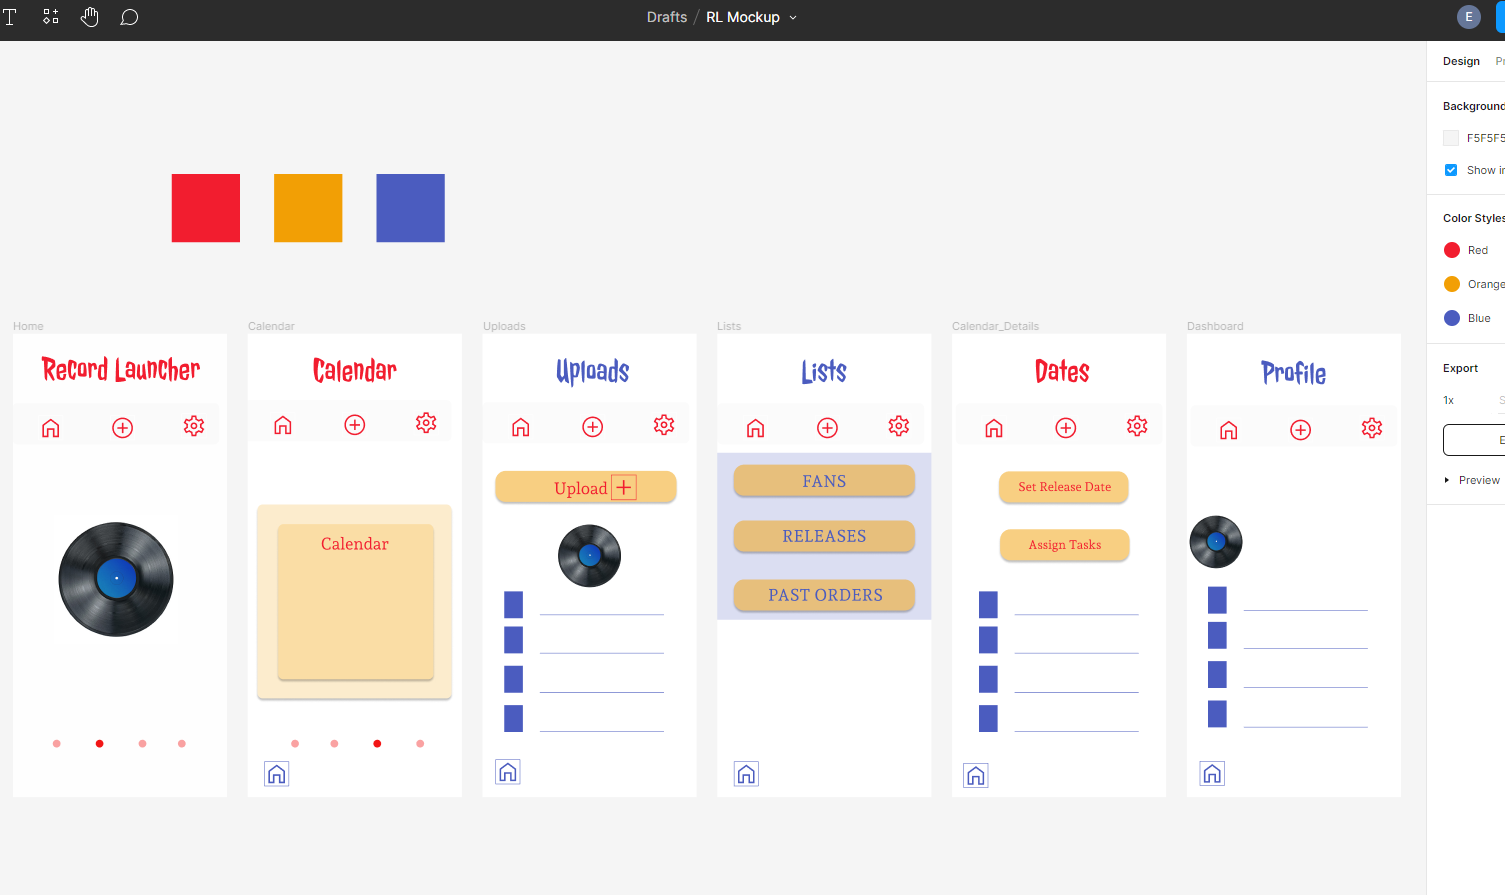 T
Drafts / RL Mockup
E
Design Pr
Background
F5F5F5
Show in
Color Styles
Red
Orange
Blue
Export
1x S
E
Preview
Home
Calendar
Uploads
Lists
Calendar_Details
Dashboard
Record Launcher
Calendar
Uploads
Lists
Dates
Profile
Calendar
Upload
FANS
RELEASES
PAST ORDERS
Set Release Date
Assign Tasks